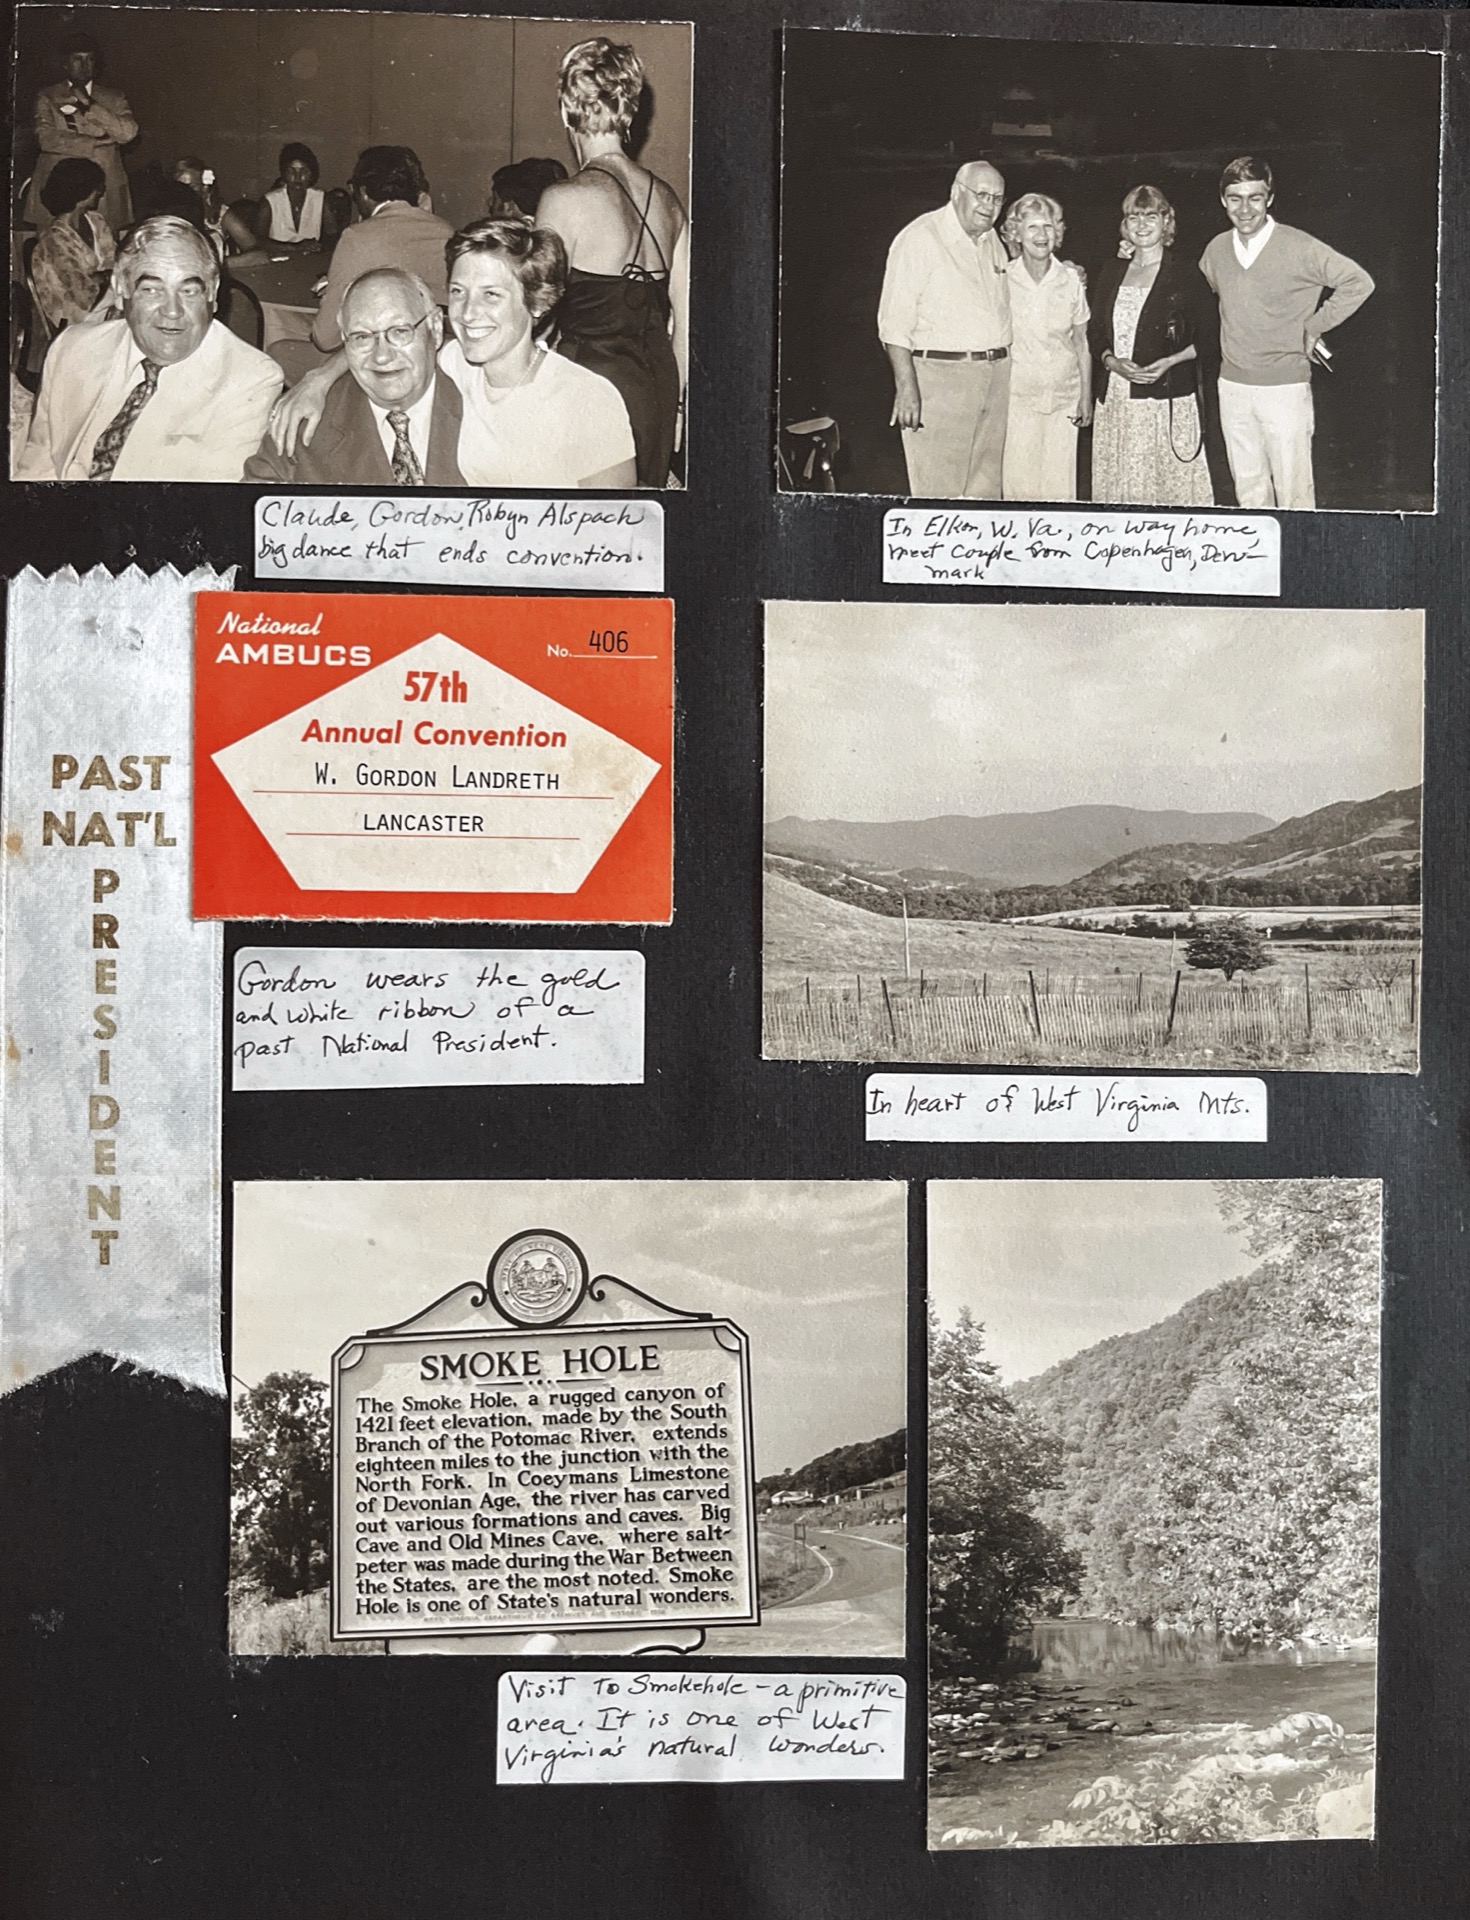 Claude, Gordon, Robyn Alspach
big dance that ends convention.
In Elkin, W. Va., on way home,
meet couple from Copenhagen, Den-
mark
PAST
NAT'L
P
R
E
S
I
D
E
N
T
National
AMBUCS
No. 406
57th
Annual Convention
W. GORDON LANDRETH
LANCASTER
Gordon wears the gold
and white ribbon of a
past National President.
In heart of West Virginia Mts.
SMOKE HOLE
The Smoke Hole, a rugged canyon of
1421 feet elevation, made by the South
Branch of the Potomac River, extends
eighteen miles to the junction with the
North Fork. In Coeymans Limestone
of Devonian Age, the river has carved
out various formations and caves. Big
Cave and Old Mines Cave, where salt-
peter was made during the War Between
the States, are the most noted. Smoke
Hole is one of State's natural wonders.
Visit to Smokehole - a primitive
area. It is one of West
Virginia's natural wonders.